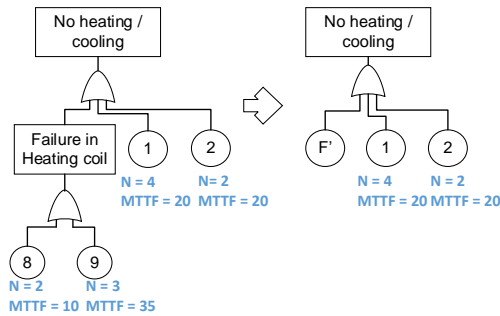 No heating /
cooling
Failure in
Heating coil
1
2
N = 4
MTTF = 20
N= 2
MTTF = 20
8
9
N = 2
MTTF = 10
N = 3
MTTF = 35
No heating /
cooling
F’
1
2
N = 4
MTTF = 20
N = 2
MTTF = 20